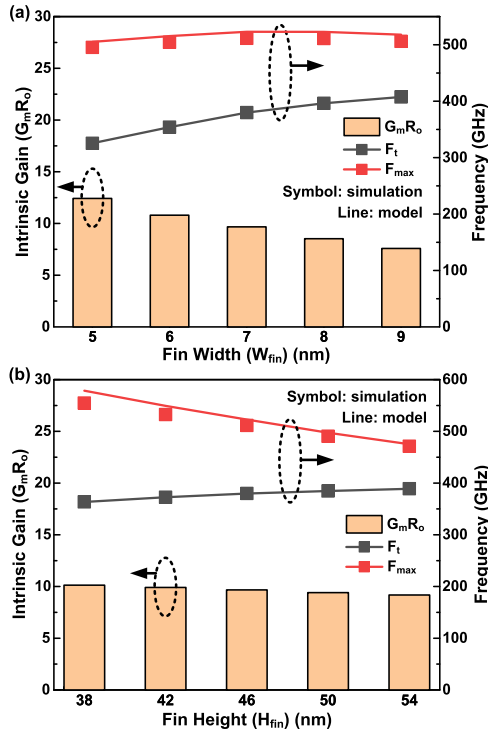 (a)
30
25
20
15
10
5
0
Intrinsic Gain (GmRo)
500
400
300
200
100
0
Frequency (GHz)
GmRo
Ft
Fmax
Symbol: simulation
Line: model
5 6 7 8 9
Fin Width (Wfin) (nm)
(b)
30
25
20
15
10
5
0
Intrinsic Gain (GmRo)
600
500
400
300
200
100
0
Frequency (GHz)
Symbol: simulation
Line: model
GmRo
Ft
Fmax
38 42 46 50 54
Fin Height (Hfin) (nm)